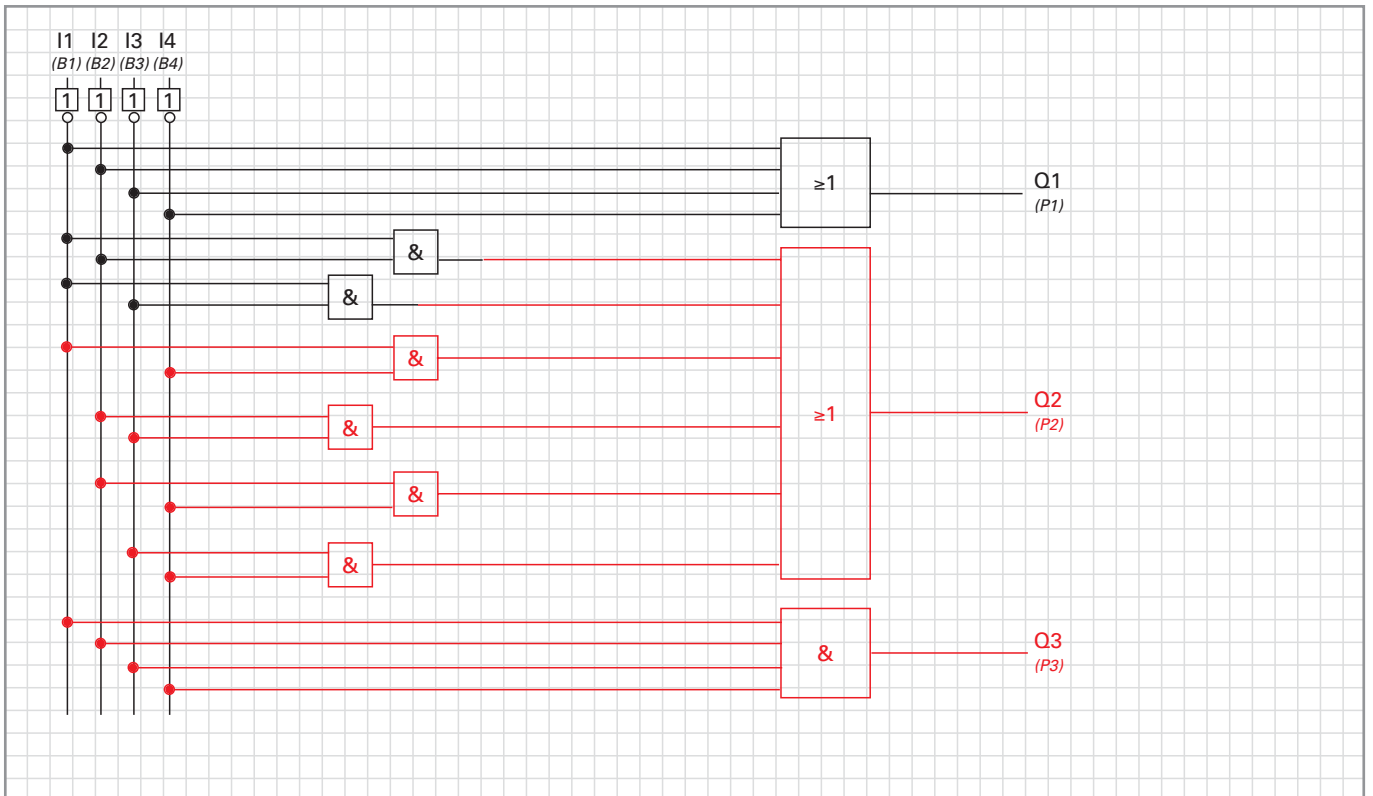 I1 I2 I3 I4
(B1) (B2) (B3) (B4)
1 1 1 1
≥1
Q1
(P1)
&
&
&
&
≥1
Q2
(P2)
&
&
&
Q3
(P3)